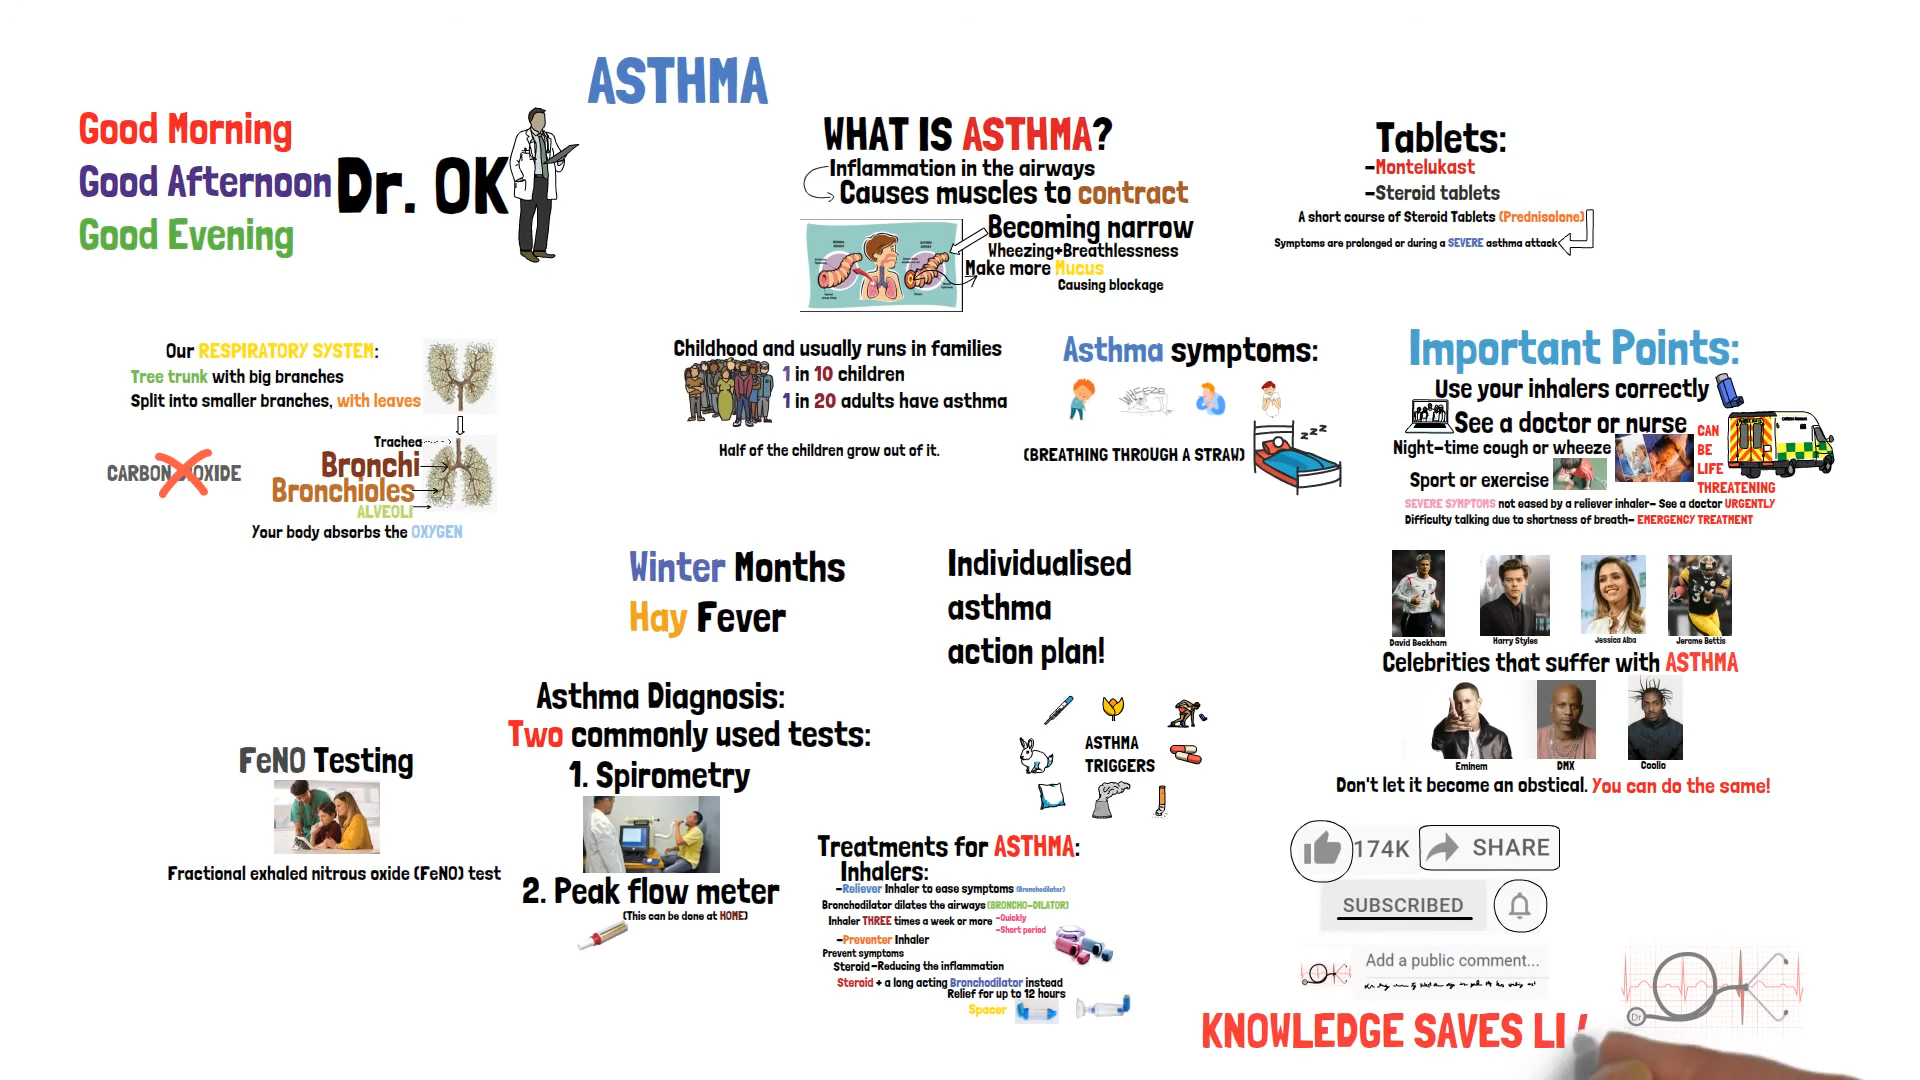 ASTHMA
Good Morning
Good Afternoon
Good Evening
Dr. OK
WHAT IS ASTHMA?
Inflammation in the airways
Causes muscles to contract
Becoming narrow
Wheezing+Breathlessness
Make more Mucus
Causing blockage
Tablets:
-Montelukast
-Steroid tablets
A short course of Steroid Tablets (Prednisolone)
Symptoms are prolonged or during a SEVERE asthma attack
Our RESPIRATORY SYSTEM:
Tree trunk with big branches
Split into smaller branches, with leaves
Trachea
Bronchi
Bronchioles
ALVEOLI
CARBON OXIDE
Your body absorbs the OXYGEN
Childhood and usually runs in families
1 in 10 children
1 in 20 adults have asthma
Half of the children grow out of it.
Asthma symptoms:
WHEEZE
(BREATHING THROUGH A STRAW)
zzz
Important Points:
Use your inhalers correctly
See a doctor or nurse
Night-time cough or wheeze
Sport or exercise
CAN
BE
LIFE
THREATENING
SEVERE SYMPTOMS not eased by a reliever inhaler- See a doctor URGENTLY
Difficulty talking due to shortness of breath- EMERGENCY TREATMENT
Winter Months
Hay Fever
Individualised
asthma
action plan!
David Beckham
Harry Styles
Jessica Alba
Jerome Bettis
Celebrities that suffer with ASTHMA
Eminem
DMX
Coolio
Don't let it become an obstical. You can do the same!
Asthma Diagnosis:
Two commonly used tests:
1. Spirometry
2. Peak flow meter
(This can be done at HOME)
FeNO Testing
Fractional exhaled nitrous oxide (FeNO) test
ASTHMA
TRIGGERS
Treatments for ASTHMA:
Inhalers:
-Reliever Inhaler to ease symptoms (Bronchodilator)
Bronchodilator dilates the airways (BRONCHO-DILATOR)
Inhaler THREE times a week or more
-Quickly
-Short period
-Preventer Inhaler
Prevent symptoms
Steroid-Reducing the inflammation
Steroid + a long acting Bronchodilator instead
Relief for up to 12 hours
Spacer
174K
SHARE
SUBSCRIBED
Add a public comment...
Dr
KNOWLEDGE SAVES LI